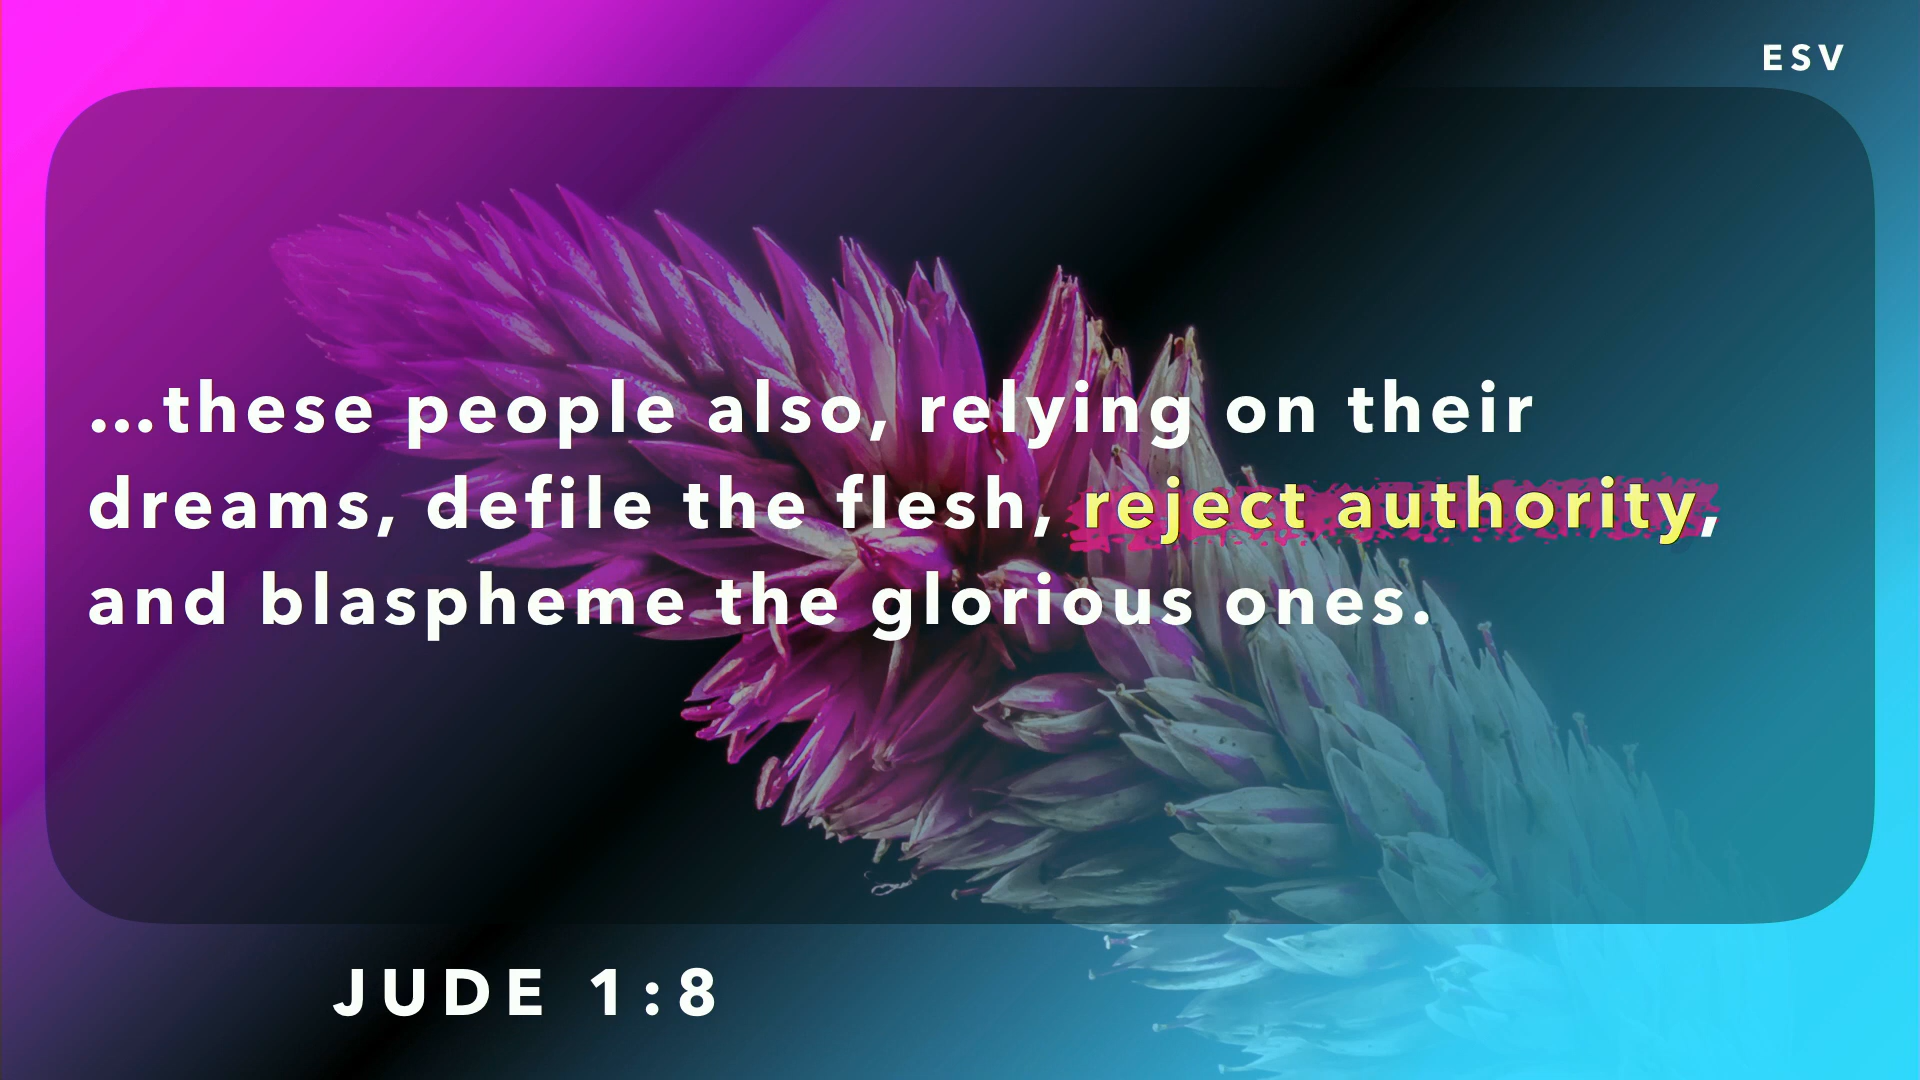 ESV
...these people also, relying on their
dreams, defile the flesh, reject authority,
and blaspheme the glorious ones.
JUDE 1:8